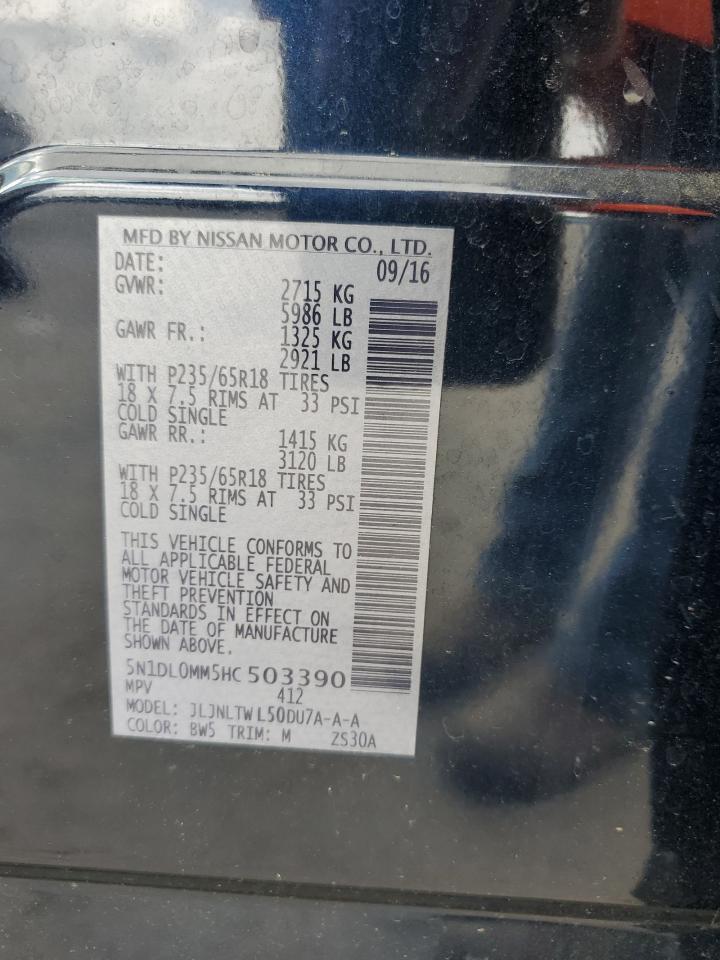 MFD BY NISSAN MOTOR CO., LTD.
DATE: 09/16
GVWR: 2715 KG
5986 LB
GAWR FR.: 1325 KG
2921 LB
WITH P235/65R18 TIRES
18 X 7.5 RIMS AT 33 PSI
COLD SINGLE
GAWR RR.: 1415 KG
3120 LB
WITH P235/65R18 TIRES
18 X 7.5 RIMS AT 33 PSI
COLD SINGLE
THIS VEHICLE CONFORMS TO
ALL APPLICABLE FEDERAL
MOTOR VEHICLE SAFETY AND
THEFT PREVENTION
STANDARDS IN EFFECT ON
THE DATE OF MANUFACTURE
SHOWN ABOVE.
5N1DL0MM5HC 503390
MPV 412
MODEL: JLJNLTW L50DU7A-A-A
COLOR: BW5 TRIM: M ZS30A